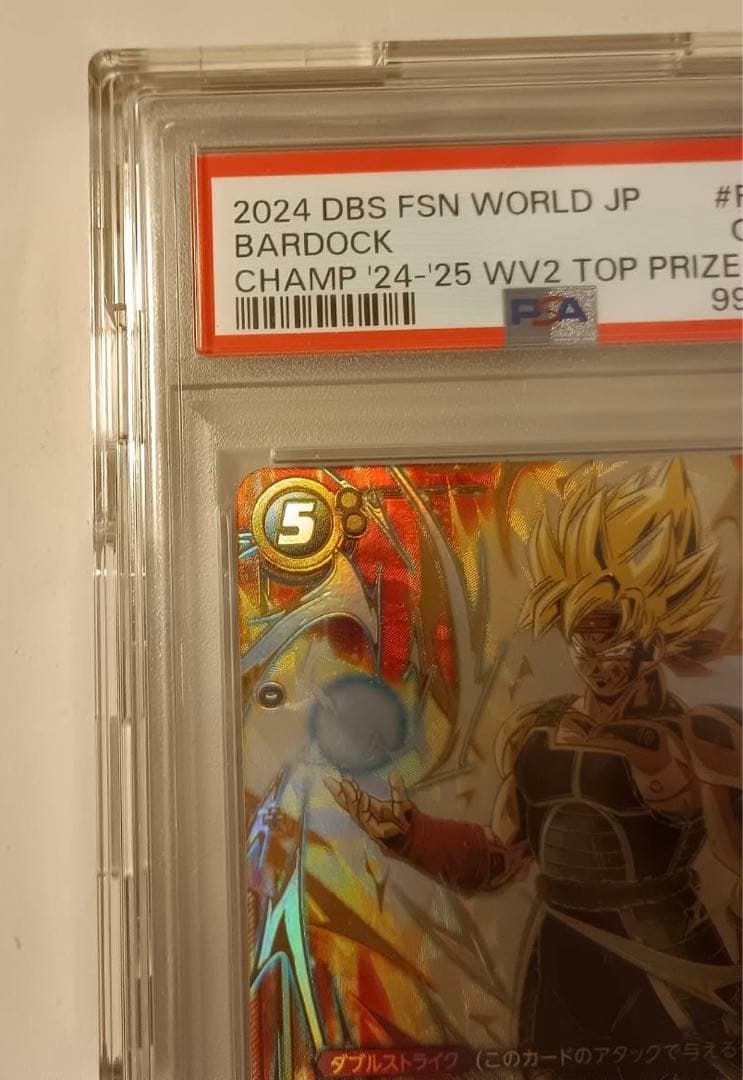 2024 DBS FSN WORLD JP #F
BARDOCK
CHAMP '24-'25 WV2 TOP PRIZE
99
PSA
5
ダブルストライク (このカードのアタックで与える